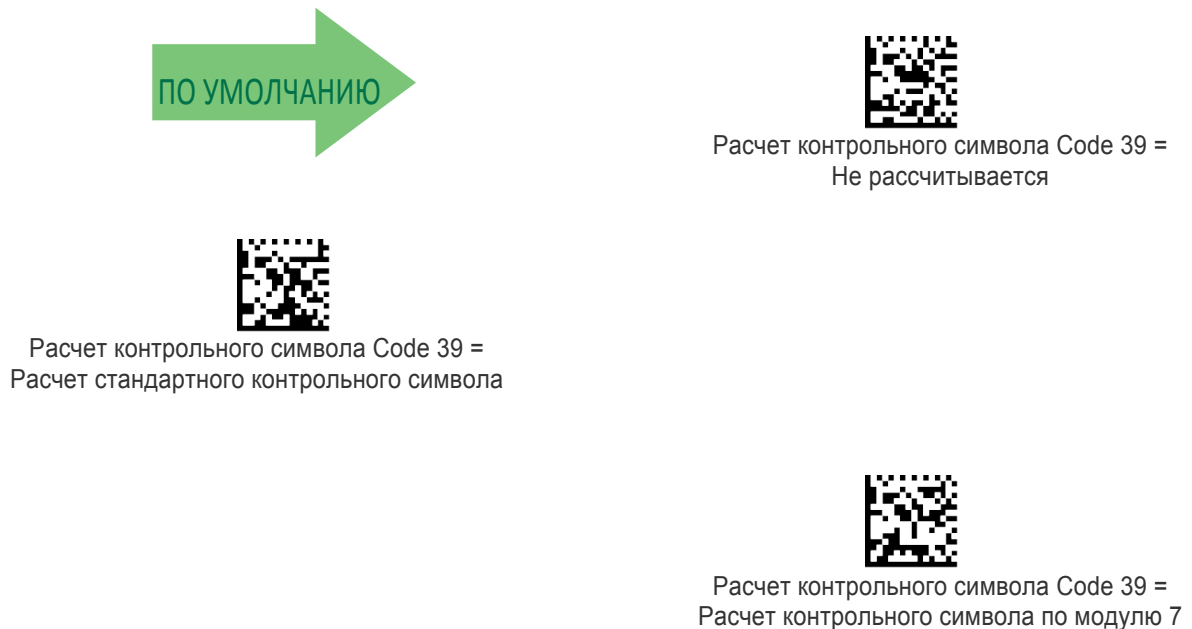 ПО УМОЛЧАНИЮ
Расчет контрольного символа Code 39 =
Не рассчитывается
Расчет контрольного символа Code 39 =
Расчет стандартного контрольного символа
Расчет контрольного символа Code 39 =
Расчет контрольного символа по модулю 7